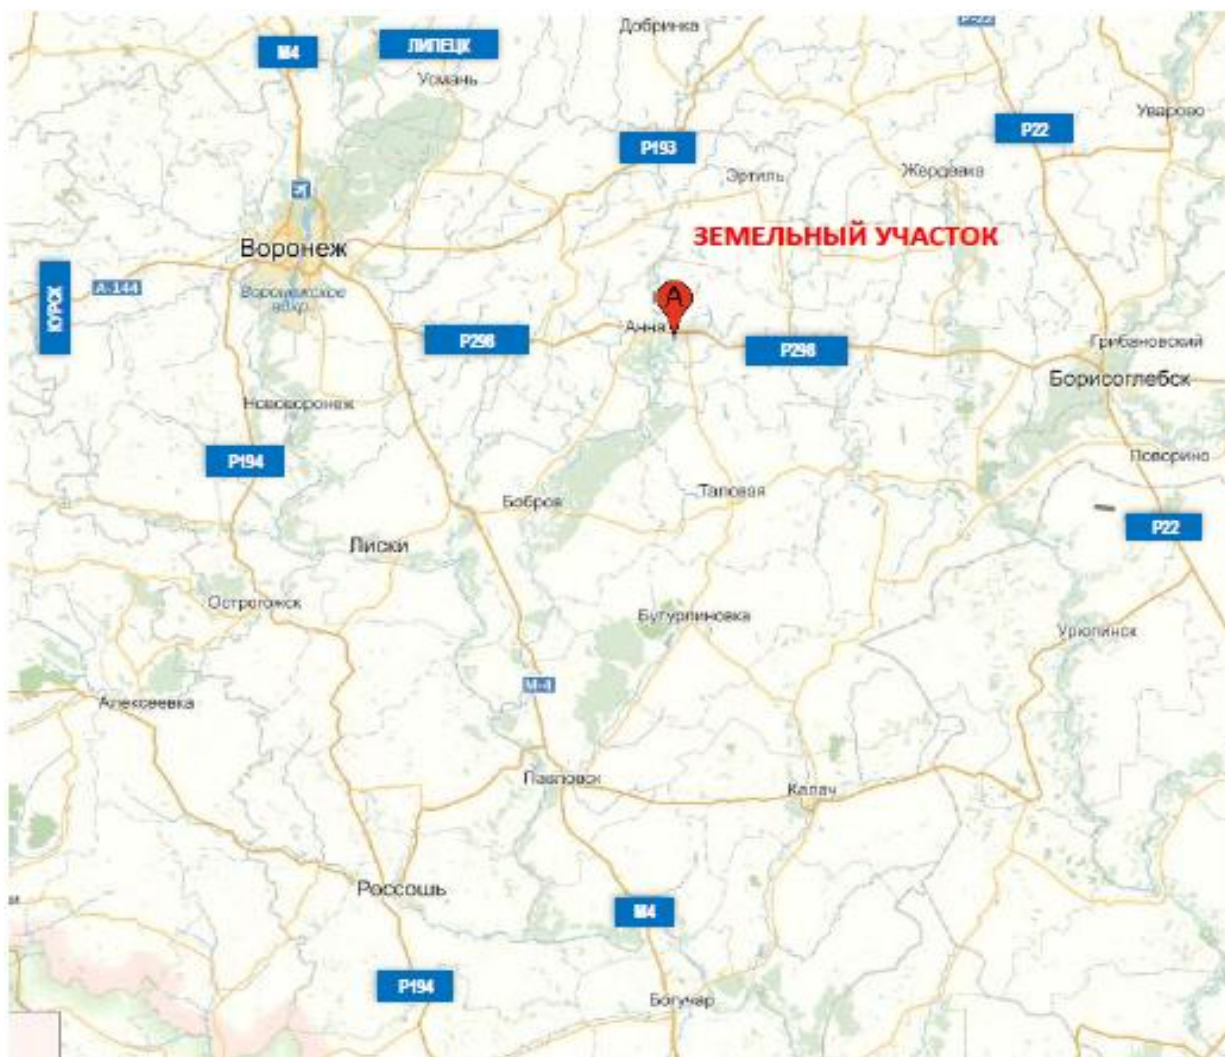 Добринка
Р-22
М4
ЛИПЕЦК
Усмань
Уварово
Р22
Р193
Эртиль
Жердевка
ЗЕМЕЛЬНЫЙ УЧАСТОК
Воронеж
А-144
КУРСК
Воронежское
вдхр.
А
Анна
Р298
Р298
Грибановский
Борисоглебск
Нововоронеж
Р194
Поворино
Таловая
Бобров
Р22
Лиски
Острогожск
Бутурлиновка
Урюпинск
М-4
Алексеевка
Павловск
Калач
Россошь
М4
Р194
Богучар